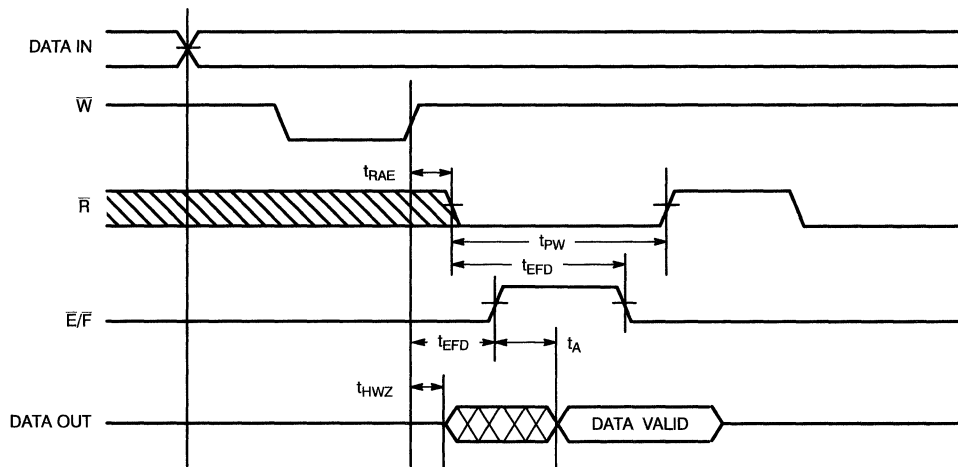 DATA IN
W̅
t_RAE
R̅
t_PW
t_EFD
E̅/F̅
t_EFD
t_A
t_HWZ
DATA OUT
DATA VALID